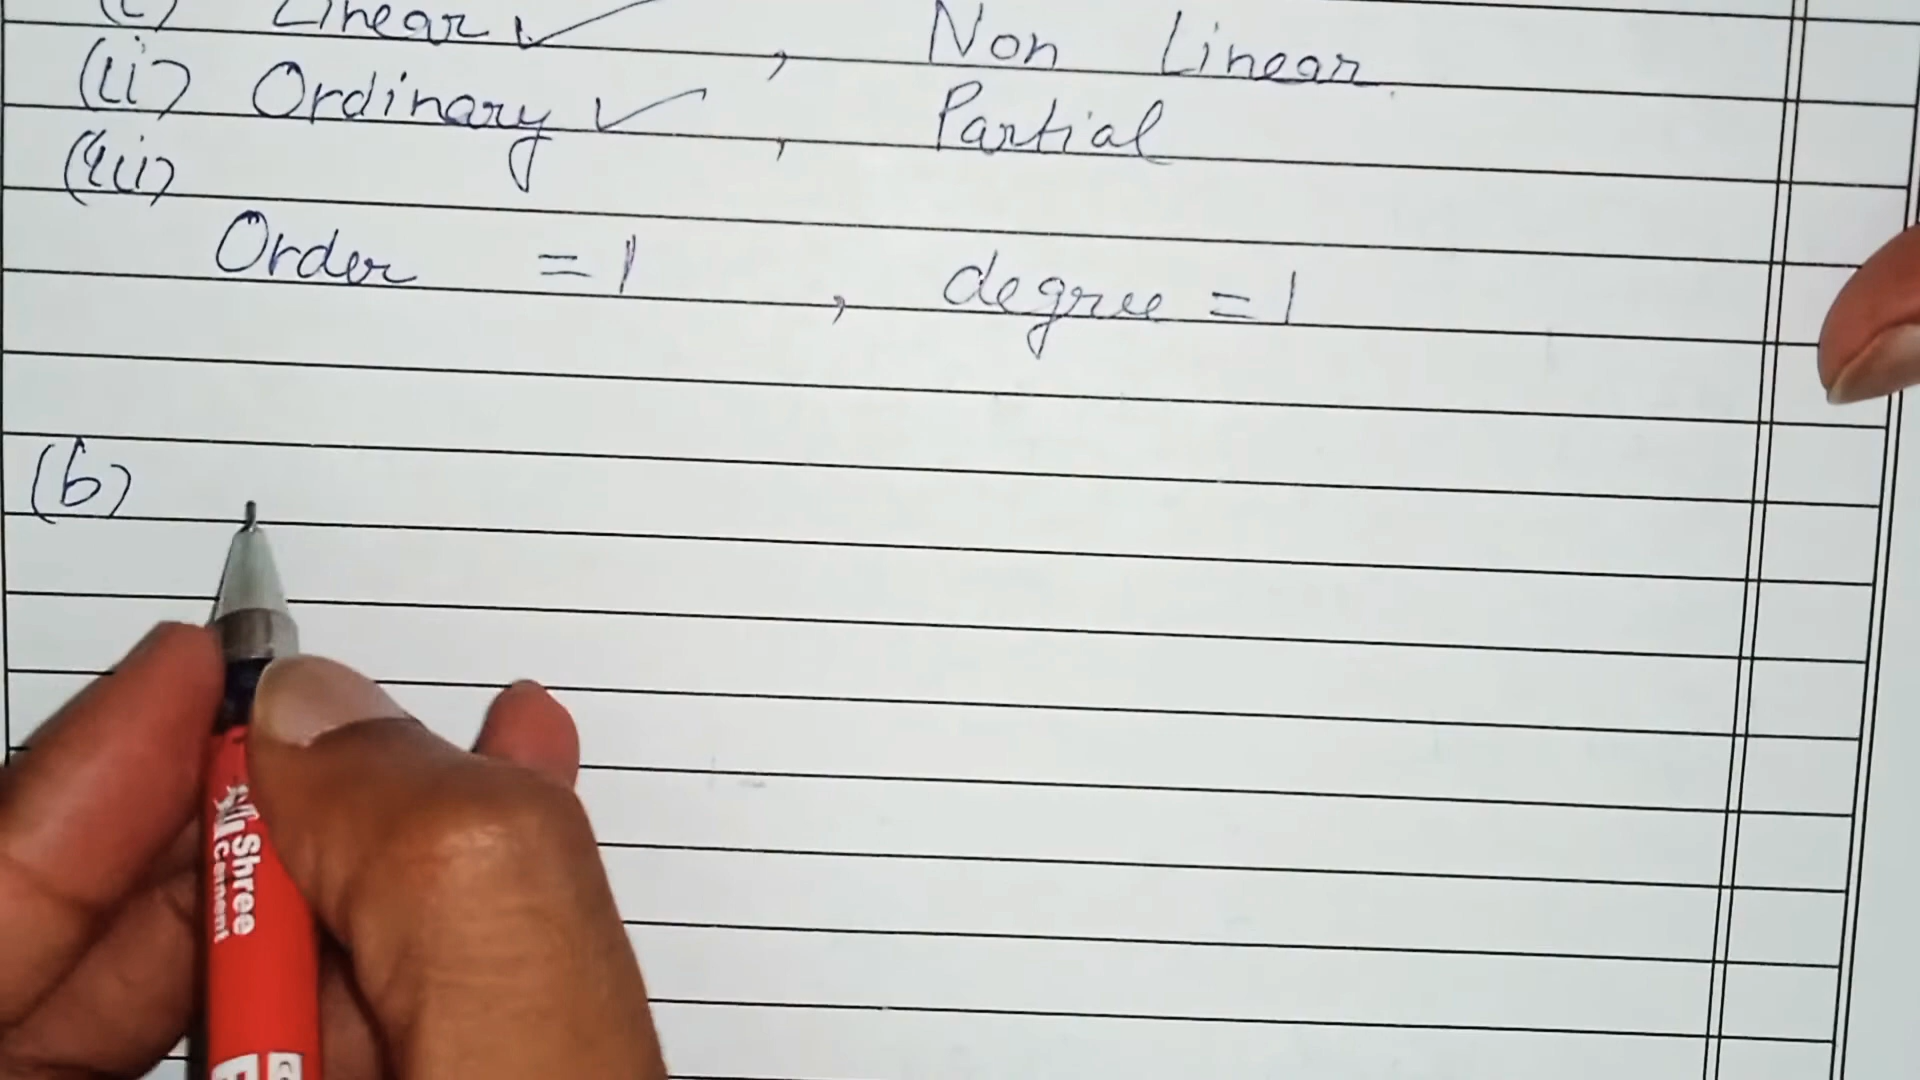 (i) Linear ✓ , Non Linear
(ii) Ordinary ✓ , Partial
(iii)
Order = 1 , degree = 1
(b)
Shree
Cement